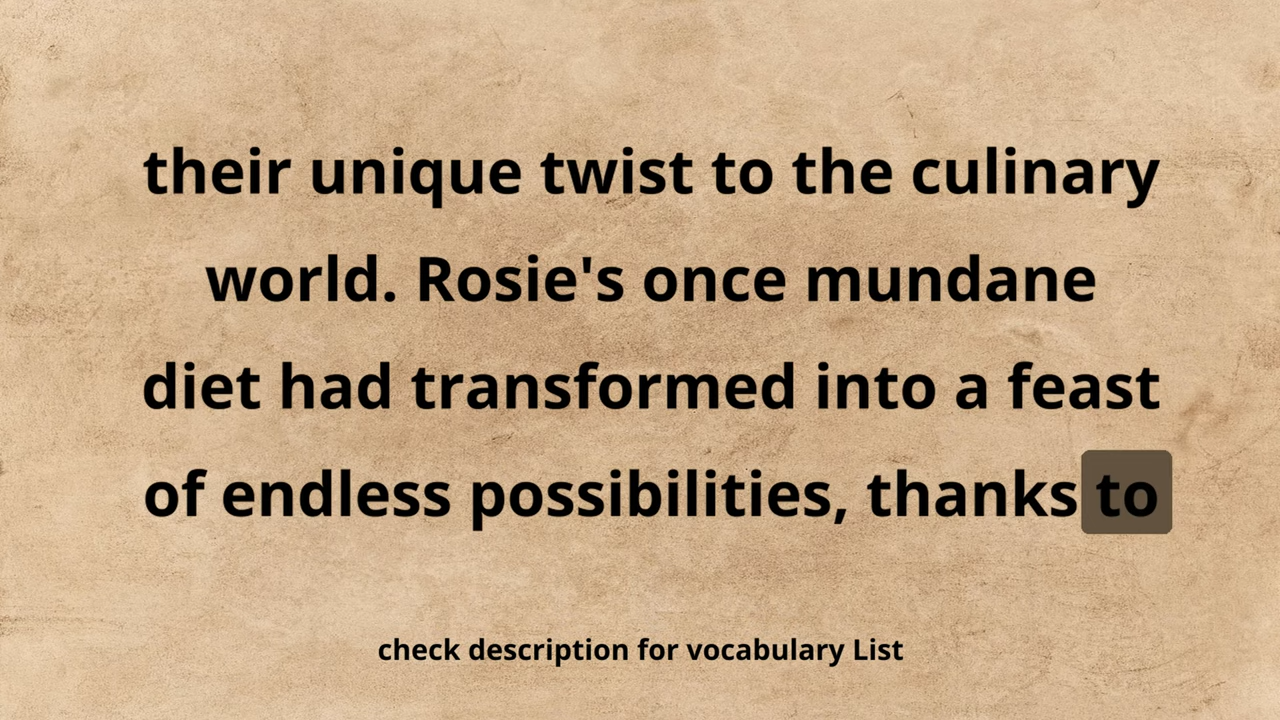 their unique twist to the culinary
world. Rosie's once mundane
diet had transformed into a feast
of endless possibilities, thanks to
check description for vocabulary List